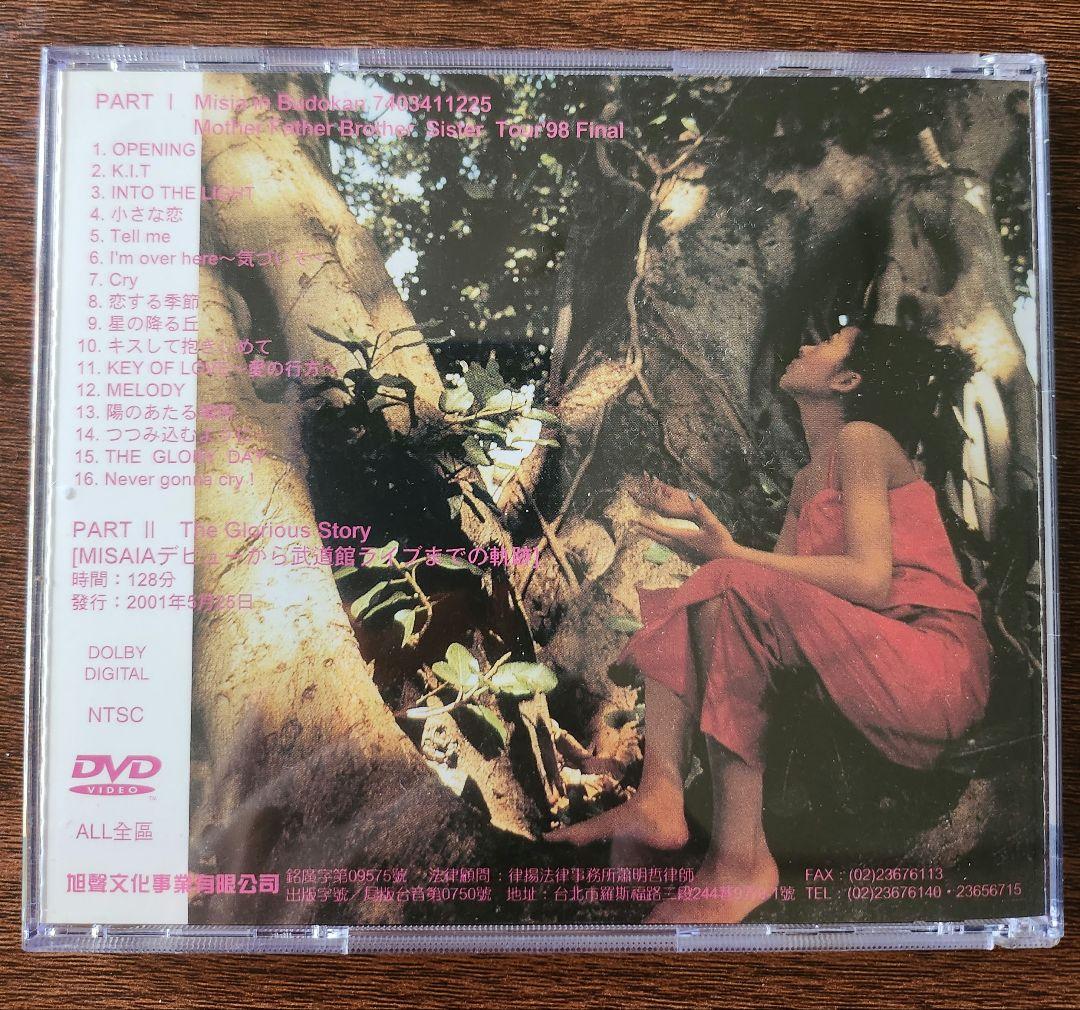 PART Ⅰ Misia in Budokan 7403411225
Mother Father Brother Sister Tour'98 Final
1. OPENING
2. K.I.T
3. INTO THE LIGHT
4. 小さな恋
5. Tell me
6. I'm over here〜気づいて〜
7. Cry
8. 恋する季節
9. 星の降る丘
10. キスして抱きしめて
11. KEY OF LOVE〜愛の行方〜
12. MELODY
13. 陽のあたる
14. つつみ込むように
15. THE GLORY DAY
16. Never gonna cry !
PART Ⅱ The Glorious Story
[MISAIAデビューから武道館ライブまでの軌跡]
時間：128分
發行：2001年5月25日
DOLBY
DIGITAL
NTSC
DVD
VIDEO
TM
ALL全區
旭聲文化事業有限公司
銘廣字第09575號／法律顧問：律揚法律事務所蕭明哲律師 FAX：(02)23676113
出版字號／局版台音第0750號 地址：台北市羅斯福路三段244巷 TEL：(02)23676140・23656715